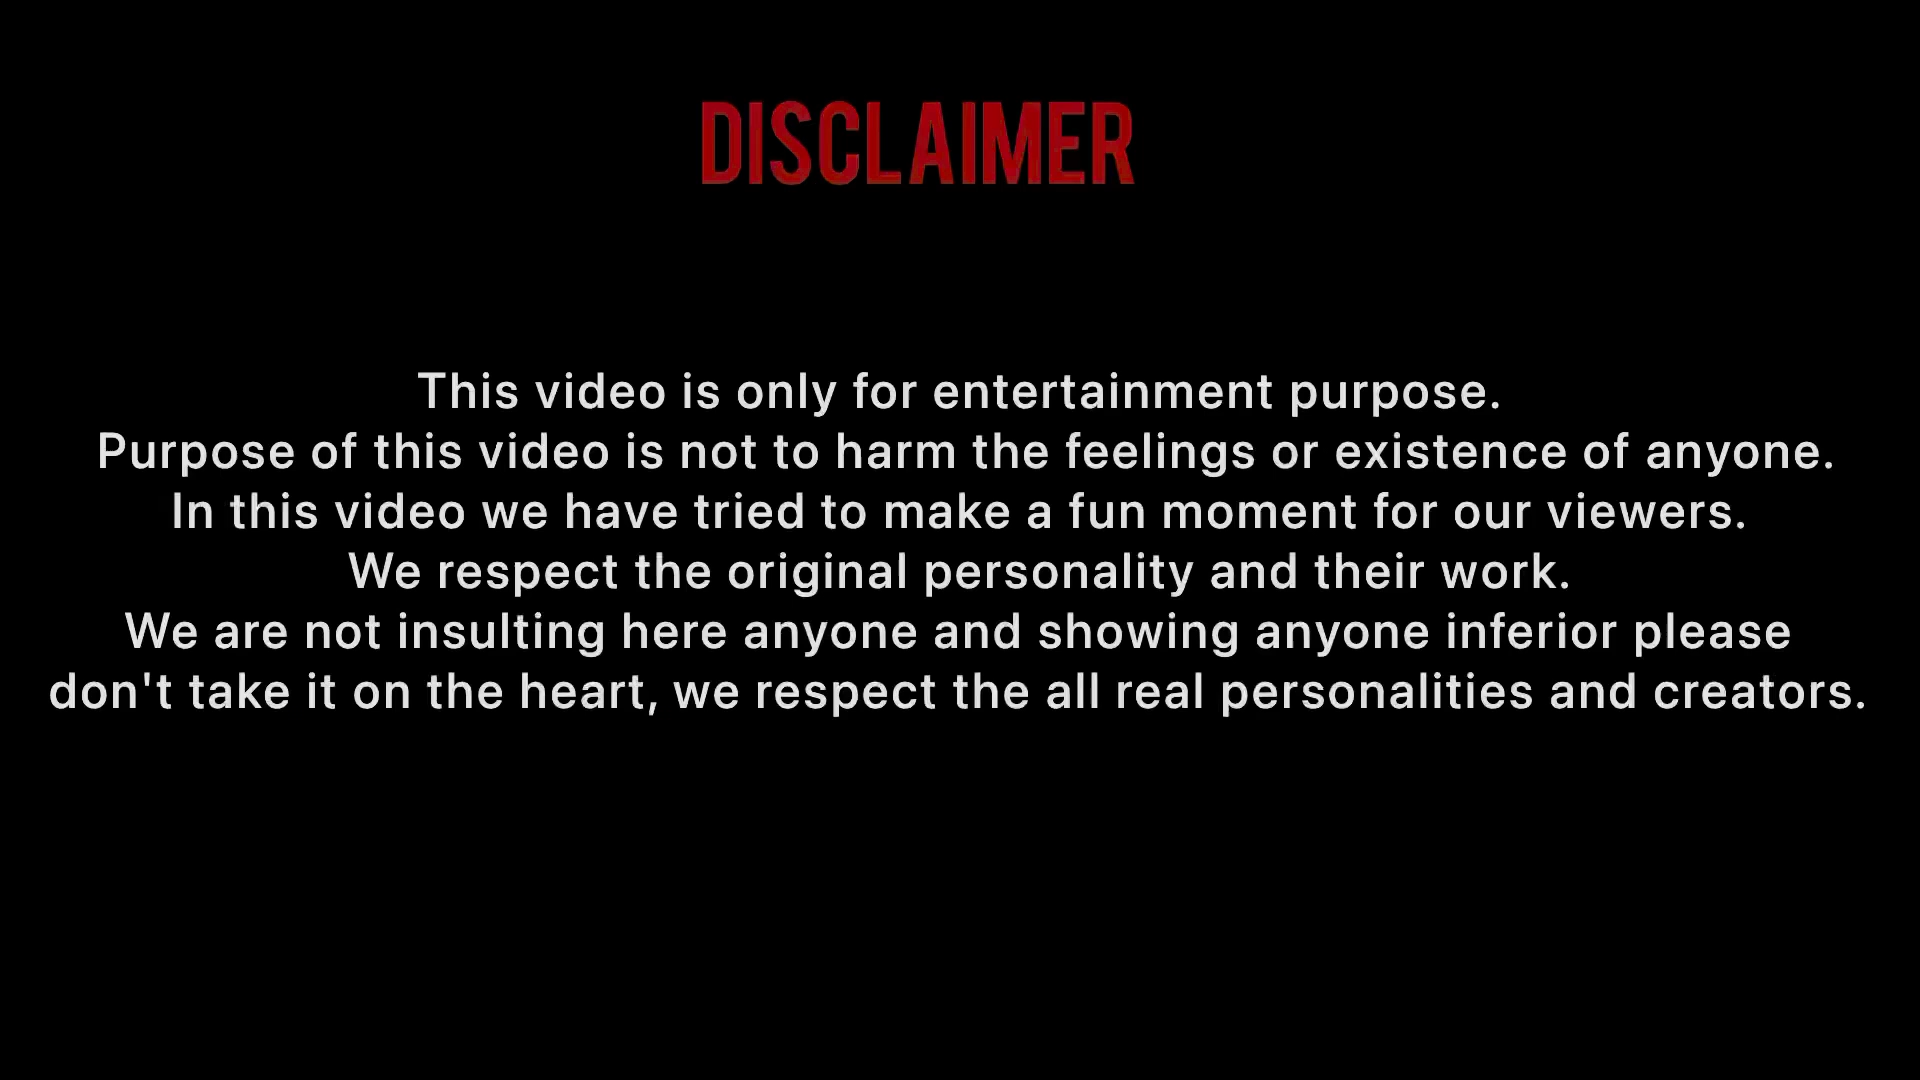 DISCLAIMER
This video is only for entertainment purpose.
Purpose of this video is not to harm the feelings or existence of anyone.
In this video we have tried to make a fun moment for our viewers.
We respect the original personality and their work.
We are not insulting here anyone and showing anyone inferior please
don't take it on the heart, we respect the all real personalities and creators.